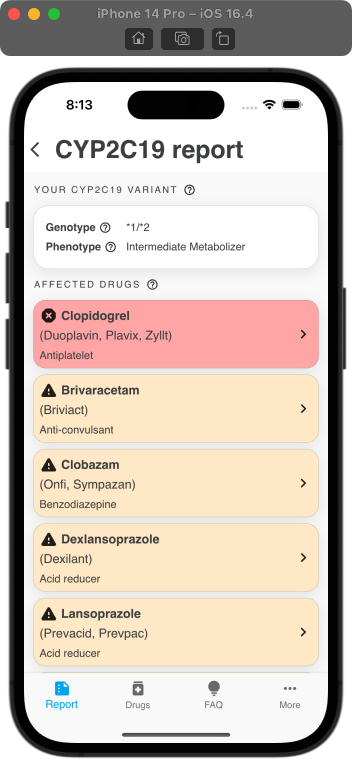 iPhone 14 Pro – iOS 16.4
8:13
CYP2C19 report
YOUR CYP2C19 VARIANT
Genotype *1/*2
Phenotype Intermediate Metabolizer
AFFECTED DRUGS
Clopidogrel
(Duoplavin, Plavix, Zyllt)
Antiplatelet
Brivaracetam
(Briviact)
Anti-convulsant
Clobazam
(Onfi, Sympazan)
Benzodiazepine
Dexlansoprazole
(Dexilant)
Acid reducer
Lansoprazole
(Prevacid, Prevpac)
Acid reducer
Report Drugs FAQ More